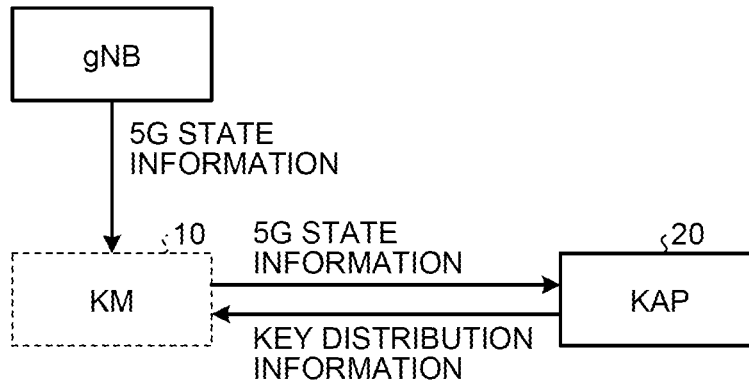 gNB
5G STATE
INFORMATION
10
5G STATE
INFORMATION
20
KM
KAP
KEY DISTRIBUTION
INFORMATION